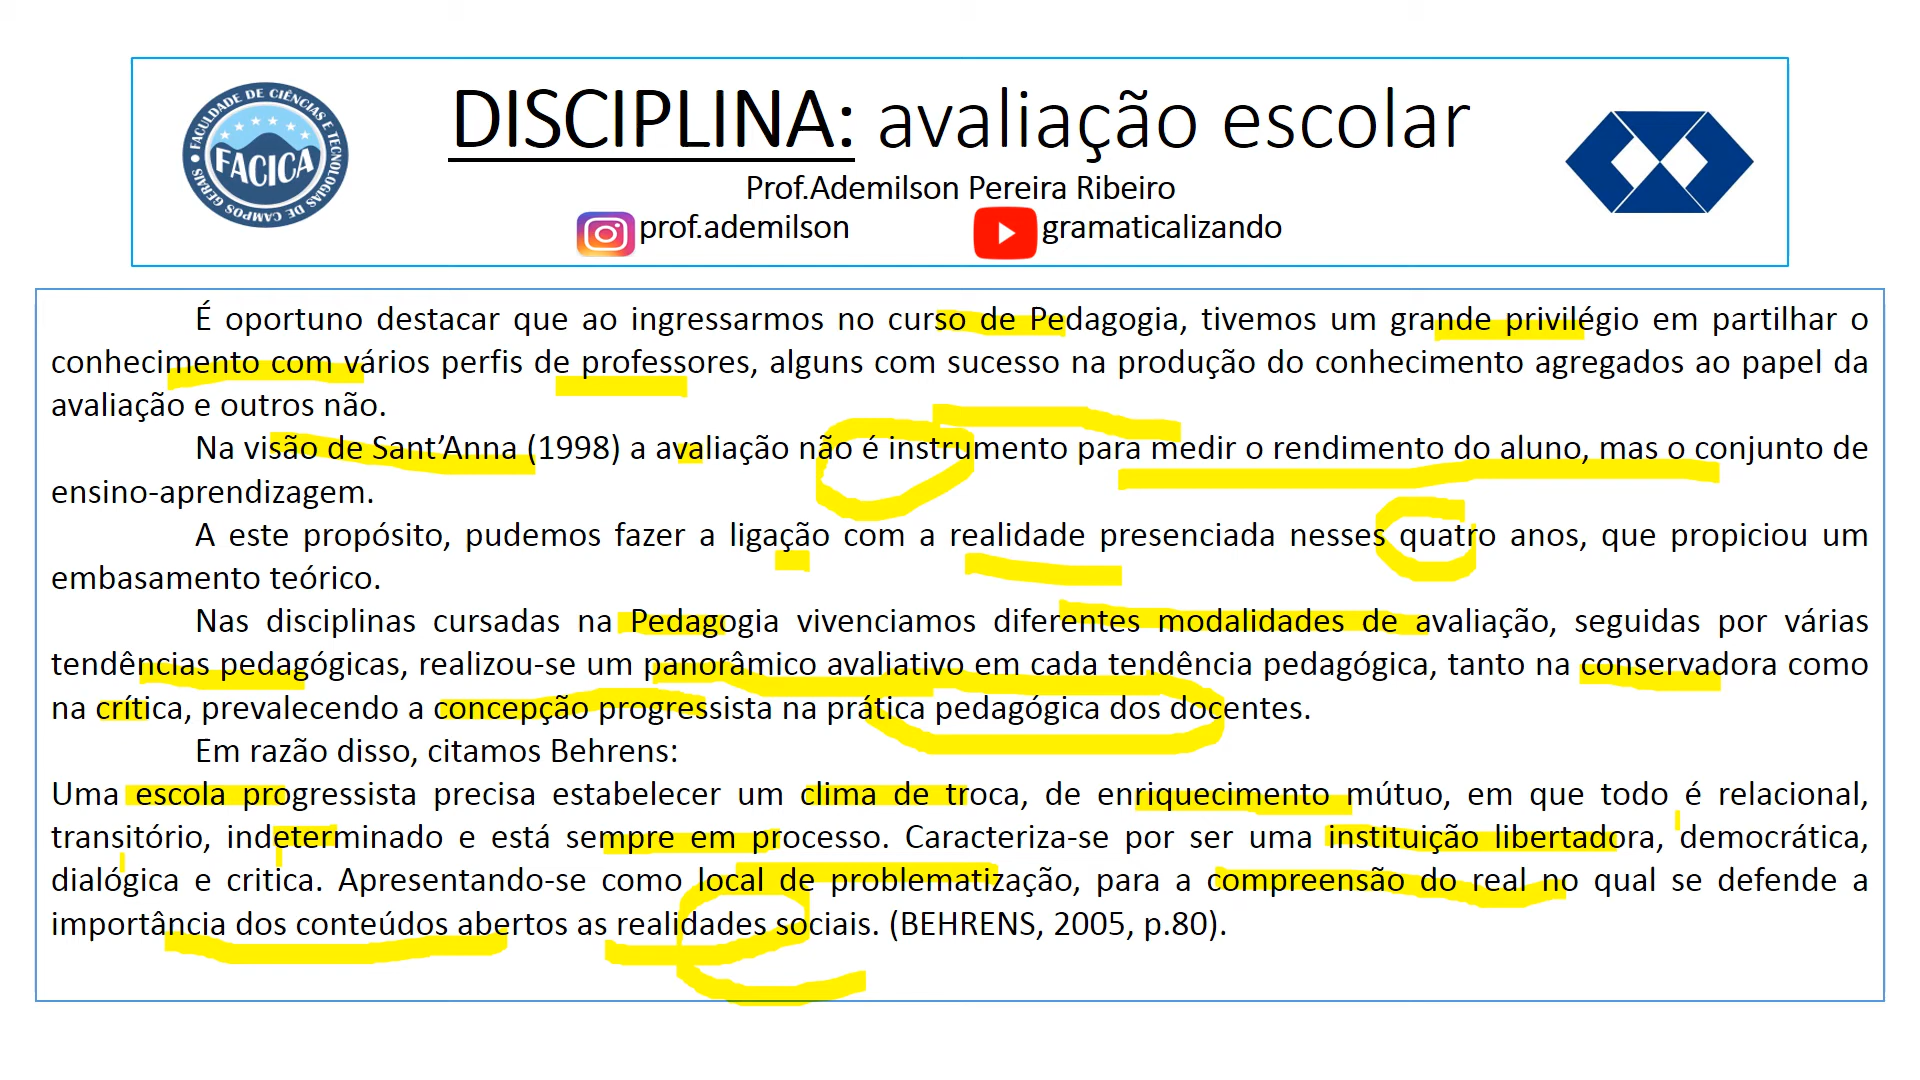 FACULDADE DE CIÊNCIAS E TECNOLOGIAS DE CAMPOS GERAIS
FACICA
DISCIPLINA: avaliação escolar
Prof.Ademilson Pereira Ribeiro
prof.ademilson gramaticalizando
É oportuno destacar que ao ingressarmos no curso de Pedagogia, tivemos um grande privilégio em partilhar o
conhecimento com vários perfis de professores, alguns com sucesso na produção do conhecimento agregados ao papel da
avaliação e outros não.
Na visão de Sant’Anna (1998) a avaliação não é instrumento para medir o rendimento do aluno, mas o conjunto de
ensino-aprendizagem.
A este propósito, pudemos fazer a ligação com a realidade presenciada nesses quatro anos, que propiciou um
embasamento teórico.
Nas disciplinas cursadas na Pedagogia vivenciamos diferentes modalidades de avaliação, seguidas por várias
tendências pedagógicas, realizou-se um panorâmico avaliativo em cada tendência pedagógica, tanto na conservadora como
na crítica, prevalecendo a concepção progressista na prática pedagógica dos docentes.
Em razão disso, citamos Behrens:
Uma escola progressista precisa estabelecer um clima de troca, de enriquecimento mútuo, em que todo é relacional,
transitório, indeterminado e está sempre em processo. Caracteriza-se por ser uma instituição libertadora, democrática,
dialógica e critica. Apresentando-se como local de problematização, para a compreensão do real no qual se defende a
importância dos conteúdos abertos as realidades sociais. (BEHRENS, 2005, p.80).